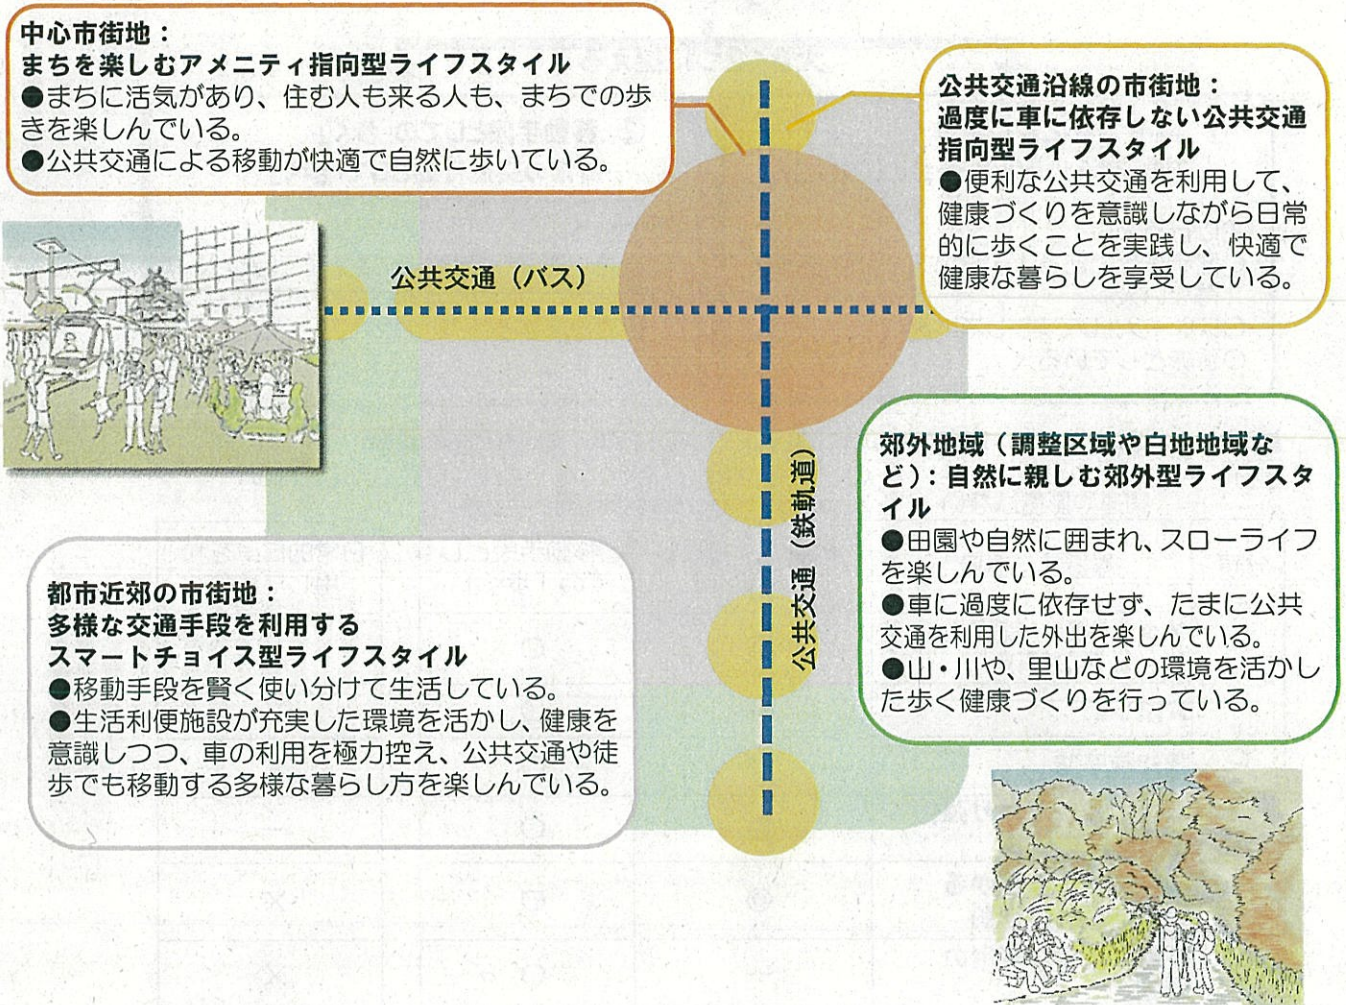 中心市街地：
まちを楽しむアメニティ指向型ライフスタイル
●まちに活気があり、住む人も来る人も、まちでの歩
きを楽しんでいる。
●公共交通による移動が快適で自然に歩いている。
公共交通沿線の市街地：
過度に車に依存しない公共交通
指向型ライフスタイル
●便利な公共交通を利用して、
健康づくりを意識しながら日常
的に歩くことを実践し、快適で
健康な暮らしを享受している。
公共交通（バス）
公共交通（鉄軌道）
郊外地域（調整区域や白地地域な
ど）：自然に親しむ郊外型ライフスタ
イル
●田園や自然に囲まれ、スローライフ
を楽しんでいる。
●車に過度に依存せず、たまに公共
交通を利用した外出を楽しんでいる。
●山・川や、里山などの環境を活かし
た歩く健康づくりを行っている。
都市近郊の市街地：
多様な交通手段を利用する
スマートチョイス型ライフスタイル
●移動手段を賢く使い分けて生活している。
●生活利便施設が充実した環境を活かし、健康を
意識しつつ、車の利用を極力控え、公共交通や徒
歩でも移動する多様な暮らし方を楽しんでいる。